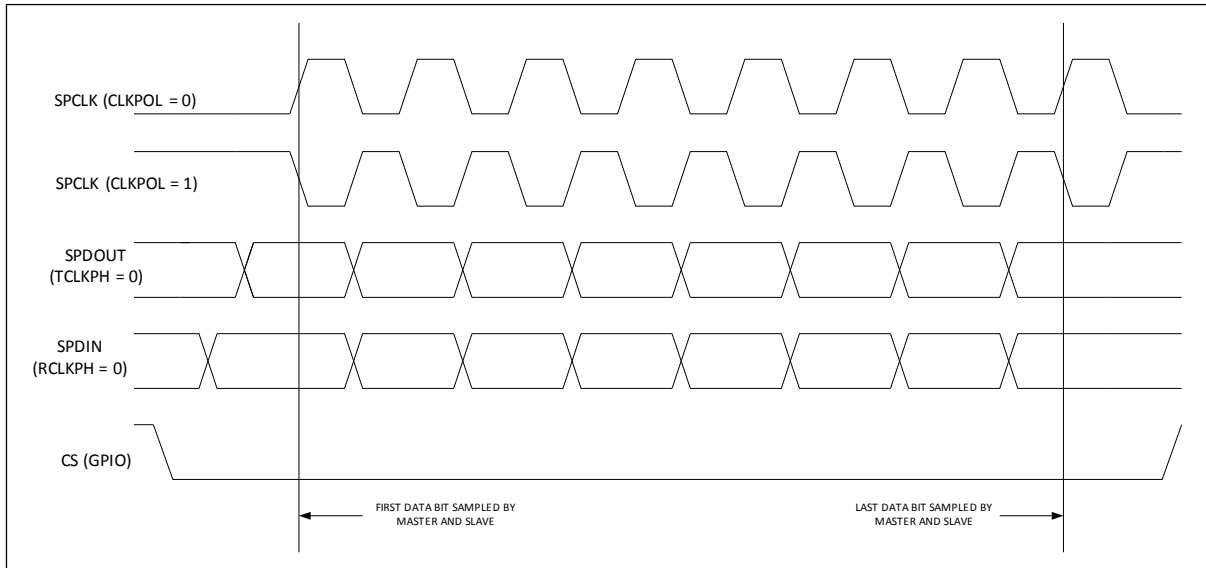 SPCLK (CLKPOL = 0)
SPCLK (CLKPOL = 1)
SPDOUT
(TCLKPH = 0)
SPDIN
(RCLKPH = 0)
CS (GPIO)
FIRST DATA BIT SAMPLED BY
MASTER AND SLAVE
LAST DATA BIT SAMPLED BY
MASTER AND SLAVE